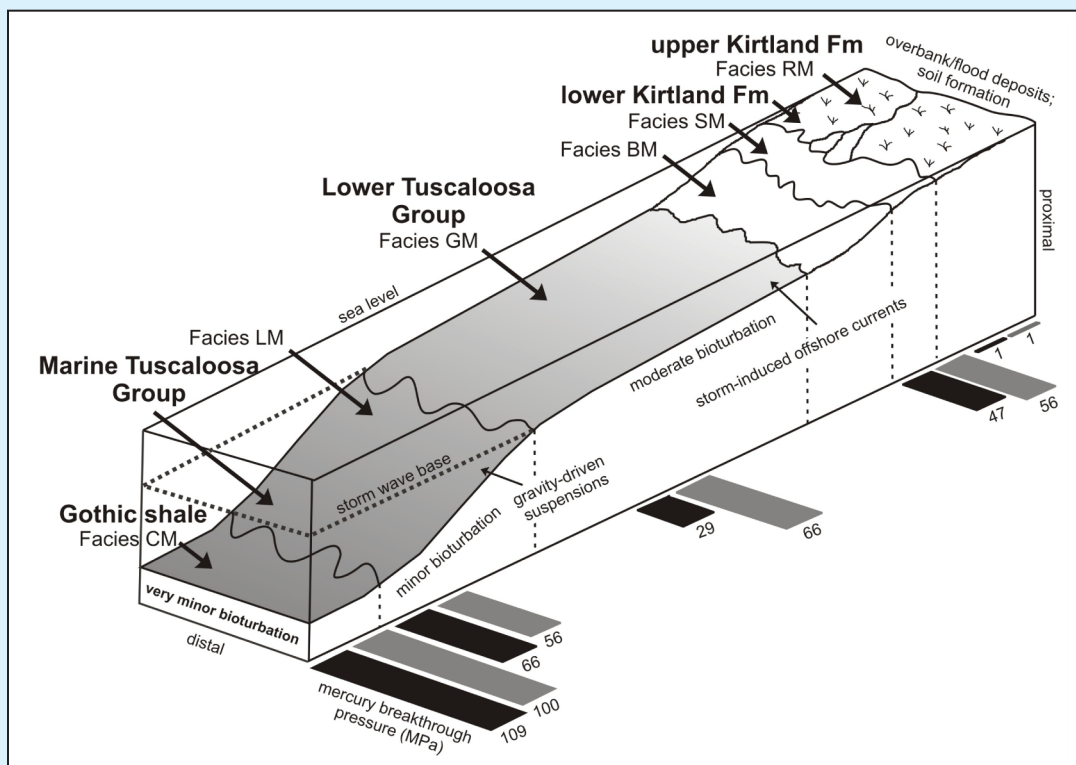 upper Kirtland Fm
Facies RM
overbank/flood deposits;
soil formation
lower Kirtland Fm
Facies SM
Facies BM
proximal
Lower Tuscaloosa
Group
Facies GM
sea level
Facies LM
Marine Tuscaloosa
Group
moderate bioturbation
storm-induced offshore currents
storm wave base
gravity-driven
suspensions
minor bioturbation
Gothic shale
Facies CM
very minor bioturbation
distal
1
1
47
56
29
66
56
66
100
109
mercury breakthrough
pressure (MPa)